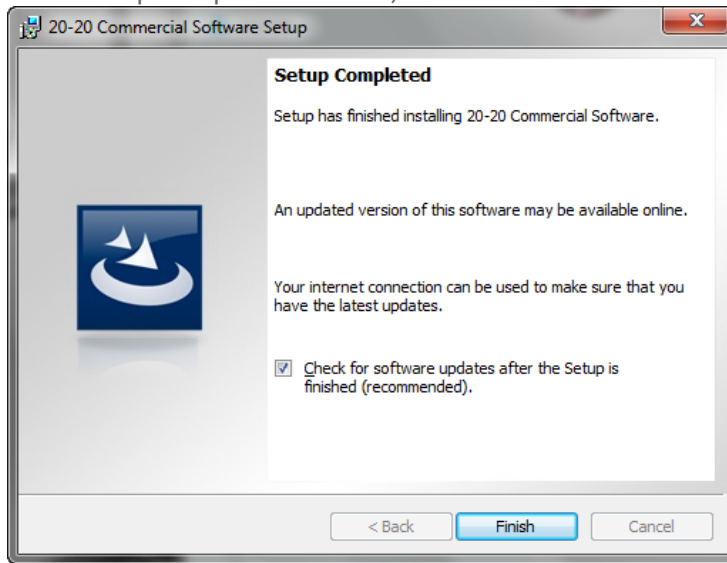 20-20 Commercial Software Setup
Setup Completed
Setup has finished installing 20-20 Commercial Software.
An updated version of this software may be available online.
Your internet connection can be used to make sure that you
have the latest updates.
Check for software updates after the Setup is
finished (recommended).
< Back Finish Cancel